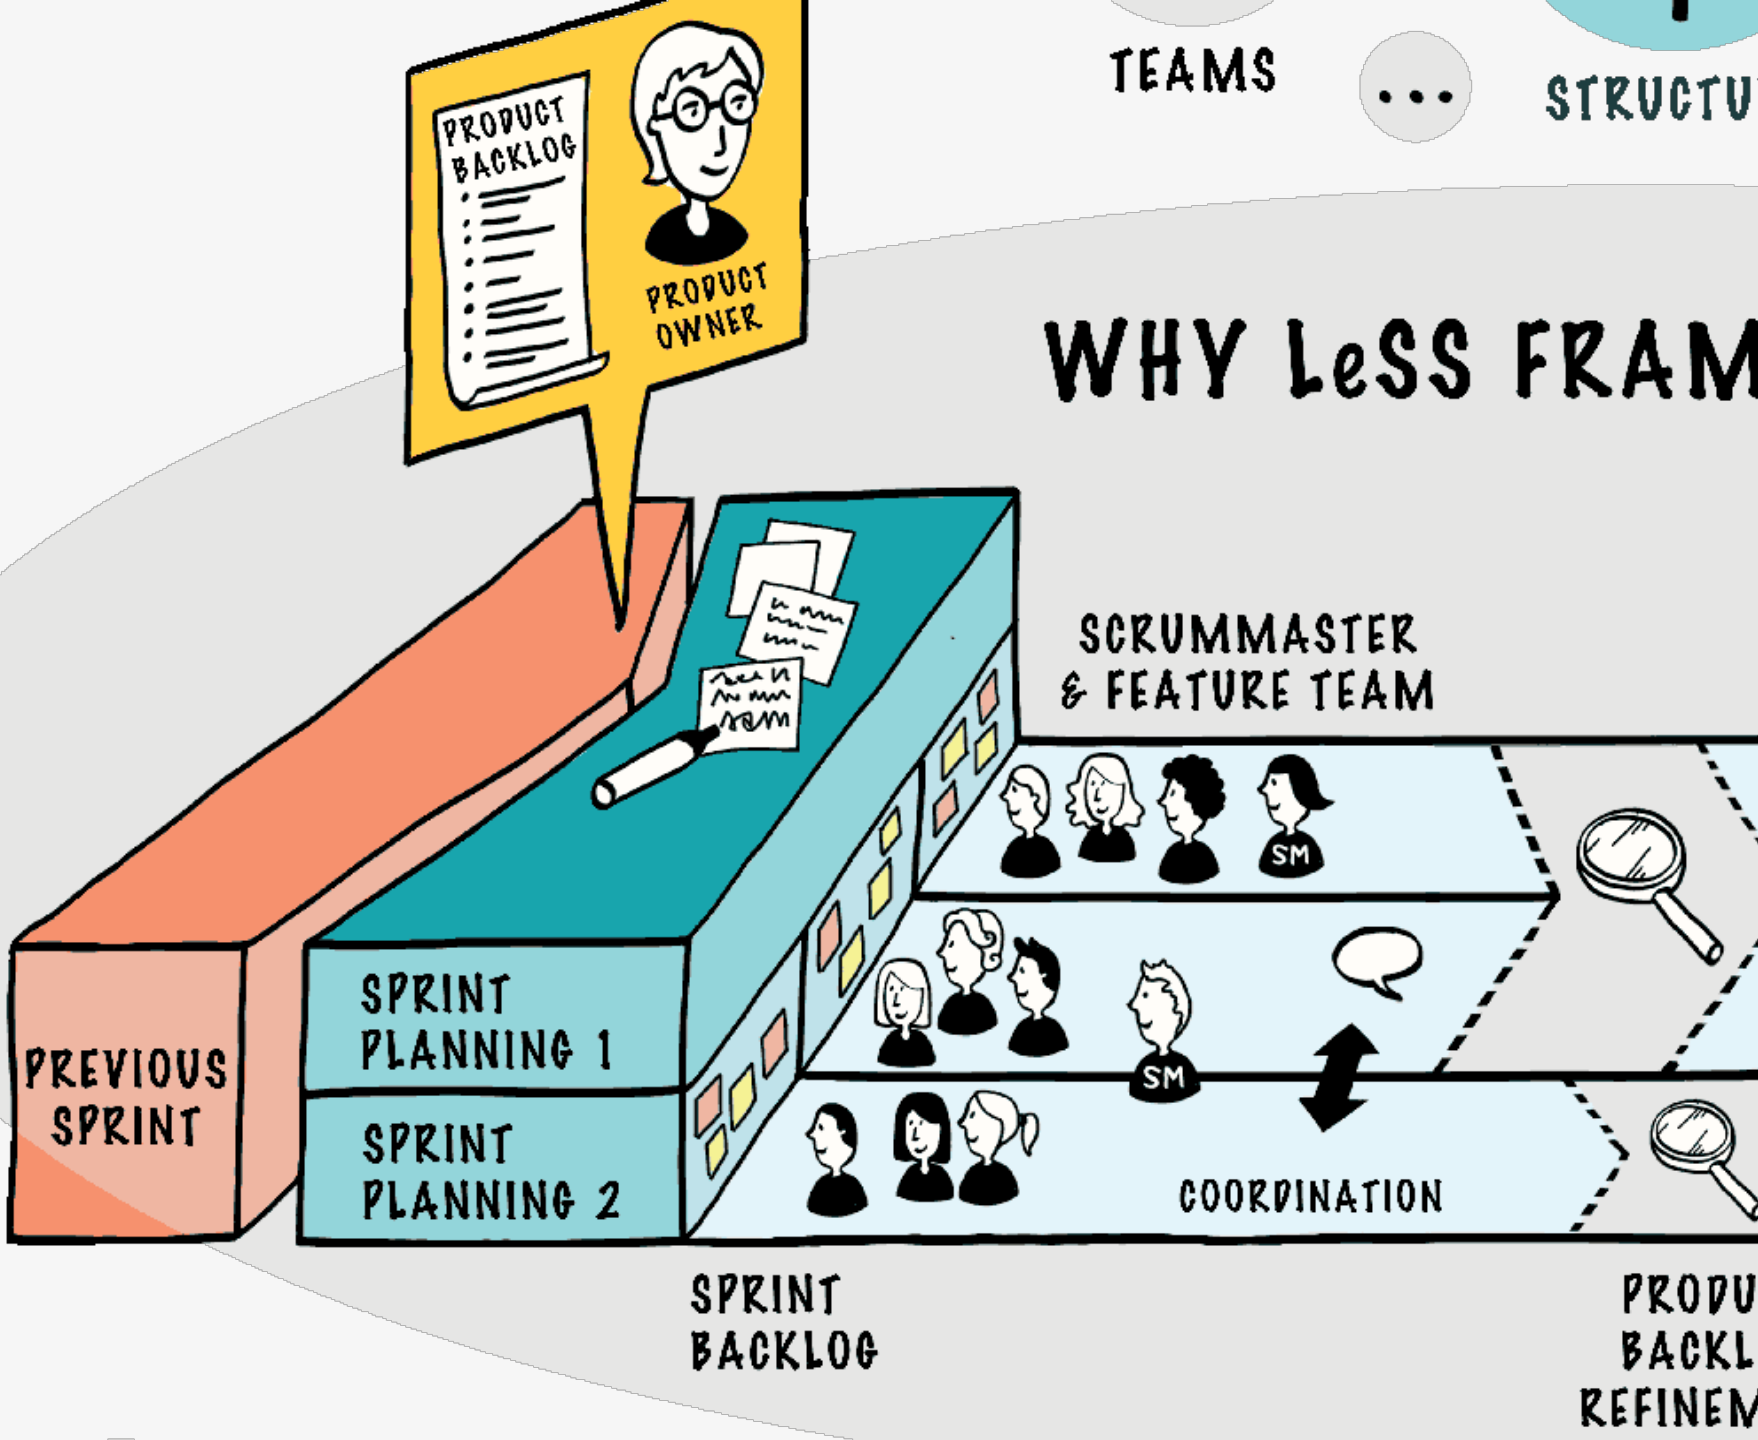 TEAMS
...
STRUCTU
PRODUCT
BACKLOG
PRODUCT
OWNER
WHY LeSS FRAM
SCRUMMASTER
& FEATURE TEAM
SM
SM
SPRINT
PLANNING 1
PREVIOUS
SPRINT
SPRINT
PLANNING 2
COORDINATION
SPRINT
BACKLOG
PRODU
BACKL
REFINEM